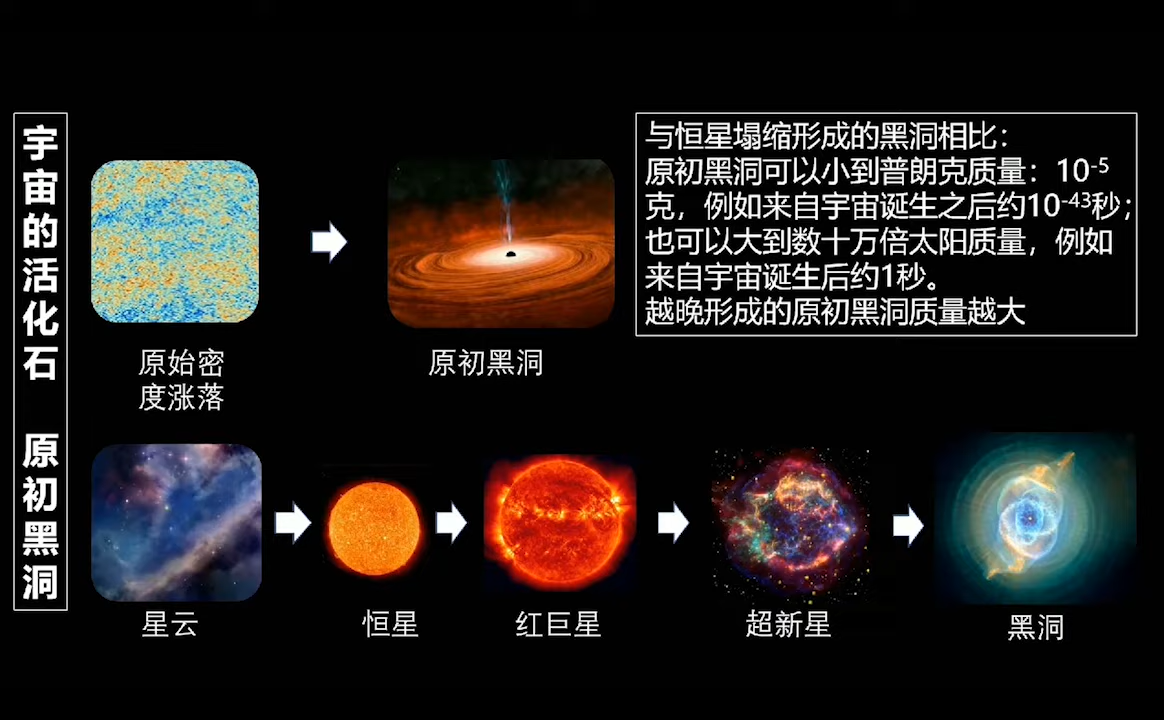 宇宙的活化石 原初黑洞
与恒星塌缩形成的黑洞相比：
原初黑洞可以小到普朗克质量：10⁻⁵
克，例如来自宇宙诞生之后约10⁻⁴³秒；
也可以大到数十万倍太阳质量，例如
来自宇宙诞生后约1秒。
越晚形成的原初黑洞质量越大
原始密
度涨落
原初黑洞
星云
恒星
红巨星
超新星
黑洞